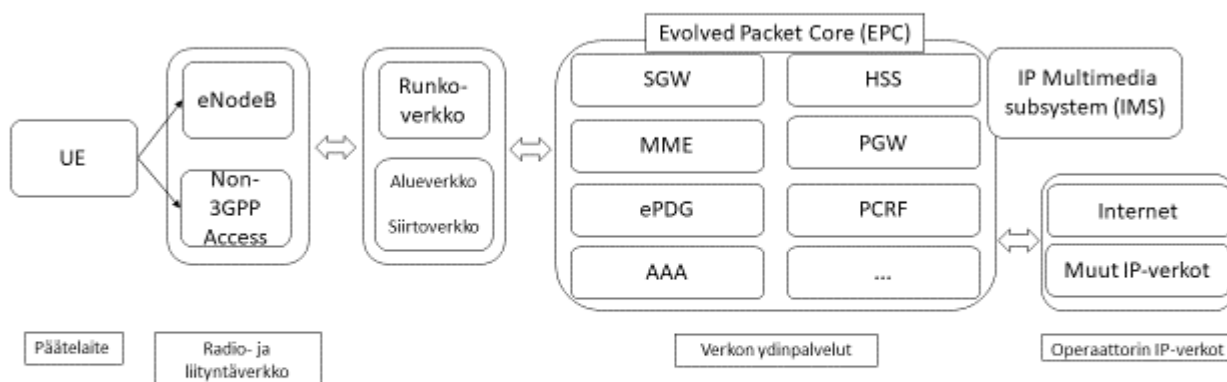 Evolved Packet Core (EPC)
UE
eNodeB
Non-
3GPP
Access
Runko-
verkko
Alueverkko
Siirtoverkko
SGW
HSS
MME
PGW
ePDG
PCRF
AAA
...
IP Multimedia
subsystem (IMS)
Internet
Muut IP-verkot
Päätelaite
Radio- ja
liityntäverkko
Verkon ydinpalvelut
Operaattorin IP-verkot